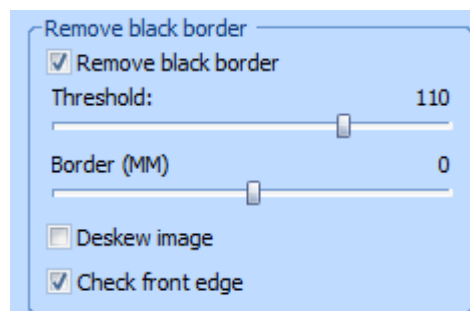 Remove black border
Remove black border
Threshold: 110
Border (MM) 0
Deskew image
Check front edge